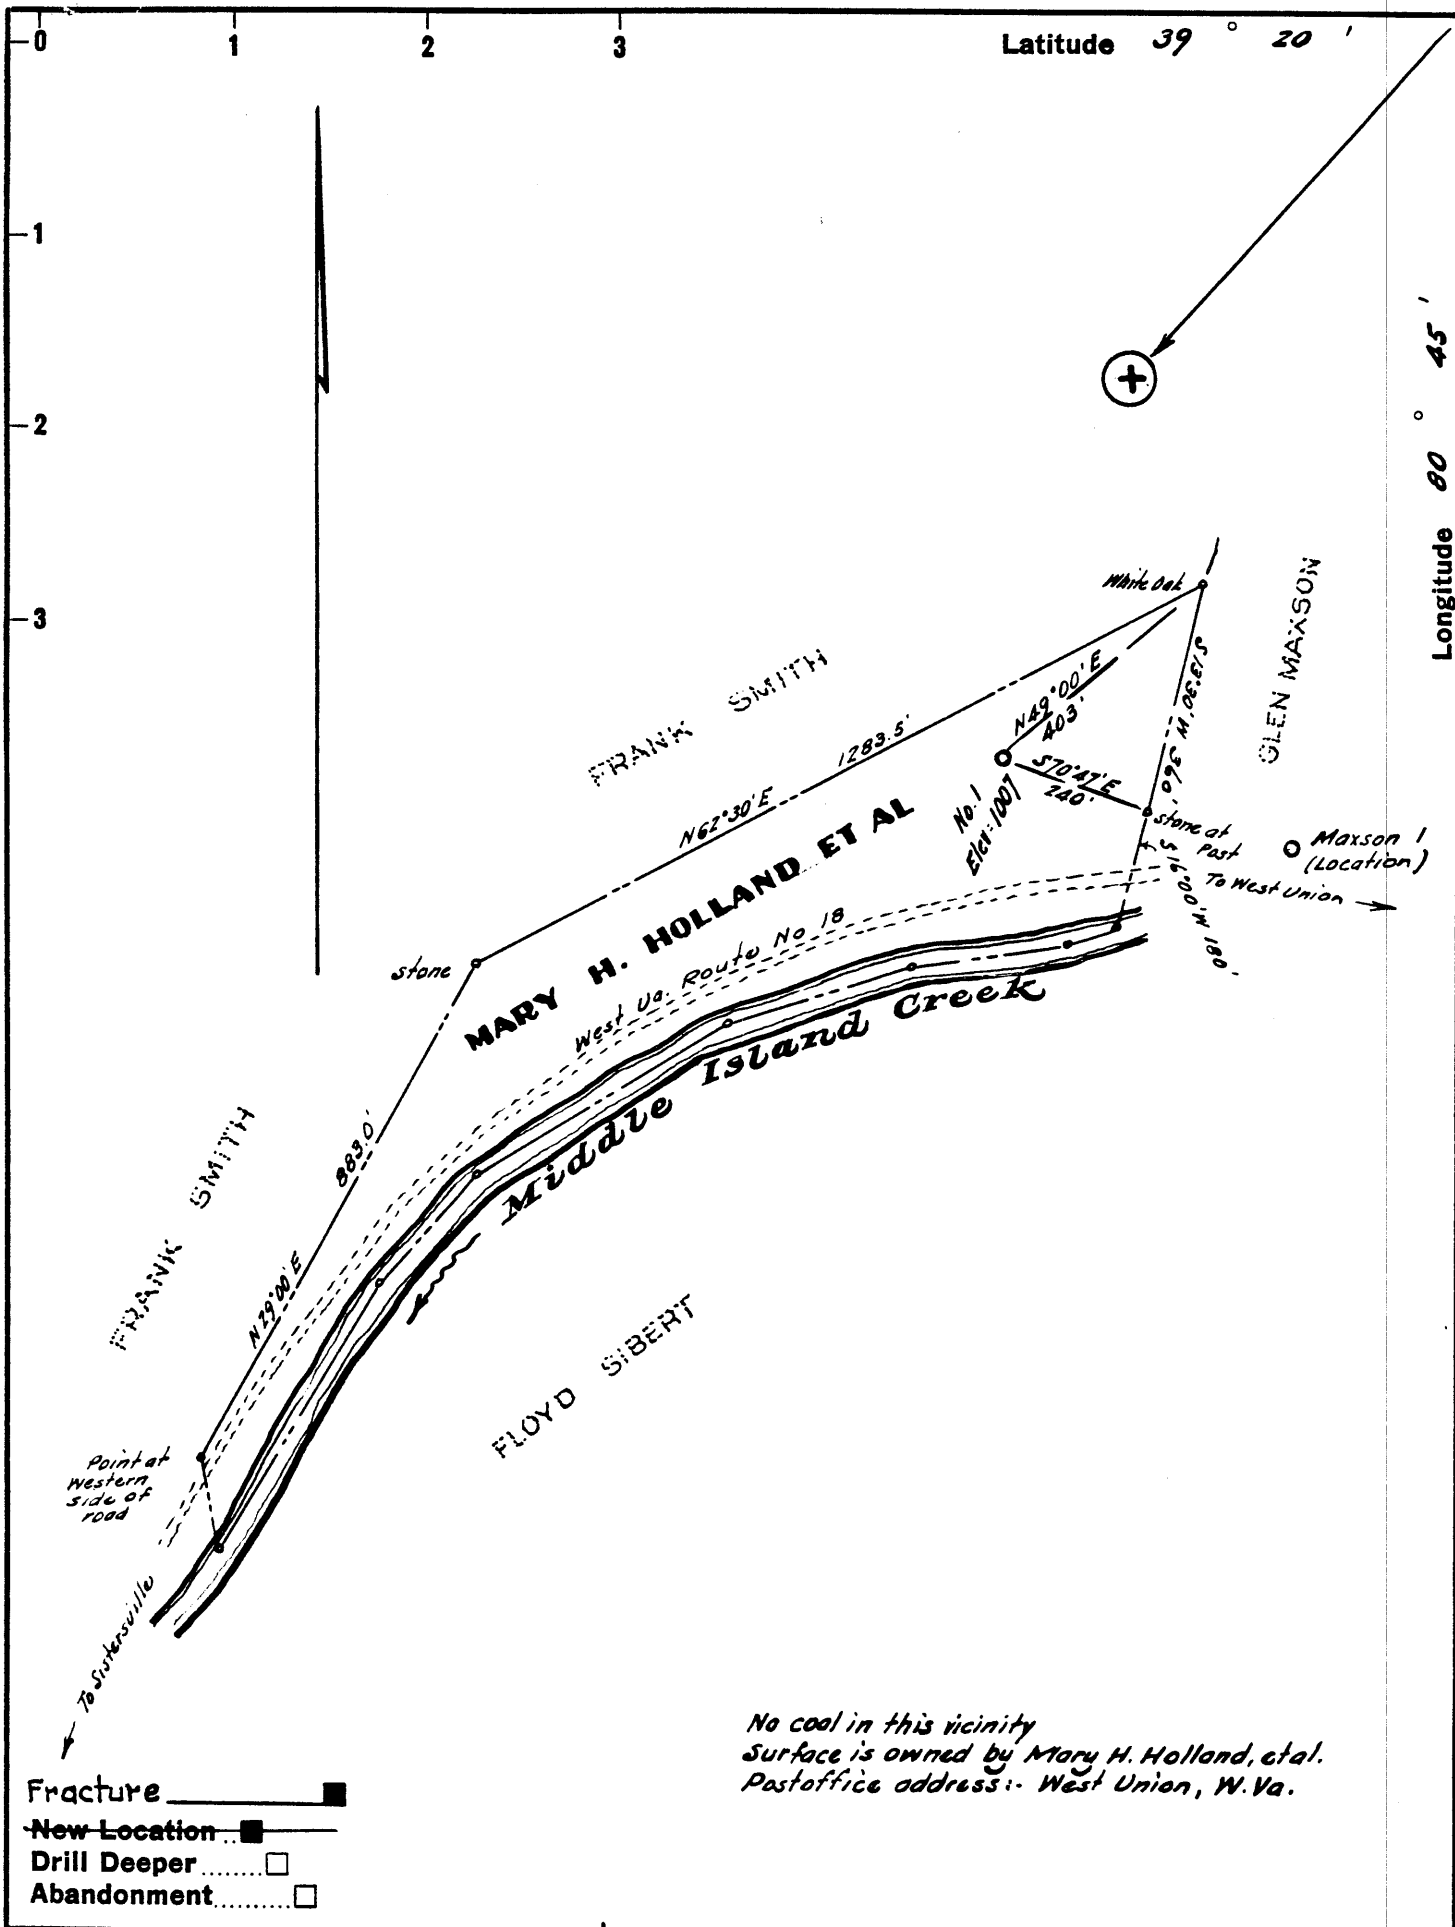 0 1 2 3
Latitude 39 ° 20 '
1
2
3
Longitude 80 ° 45 '
White Oak
FRANK SMITH
GLEN MAXSON
S13°30'W 360'
N49°00'E
403'
1283.5'
N62°30'E
S70°47'E
240'
No. 1
Elev=1007
stone at
Post
Maxson 1
(Location)
S16°00'W 180'
To West Union
MARY H. HOLLAND ET AL
stone
West Va. Route No 18
Middle Island Creek
FRANK SMITH
883.0'
N29°00'E
FLOYD SIBERT
Point at
Western
side of
road
To Sistersville
No coal in this vicinity
Surface is owned by Mary H. Holland, etal.
Postoffice address:- West Union, W.Va.
Fracture
New Location
Drill Deeper
Abandonment